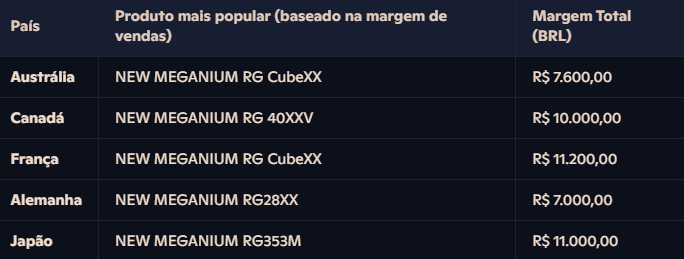 País
Produto mais popular (baseado na margem de
vendas)
Margem Total
(BRL)
Austrália NEW MEGANIUM RG CubeXX R$ 7.600,00
Canadá NEW MEGANIUM RG 40XXV R$ 10.000,00
França NEW MEGANIUM RG CubeXX R$ 11.200,00
Alemanha NEW MEGANIUM RG28XX R$ 7.000,00
Japão NEW MEGANIUM RG353M R$ 11.000,00